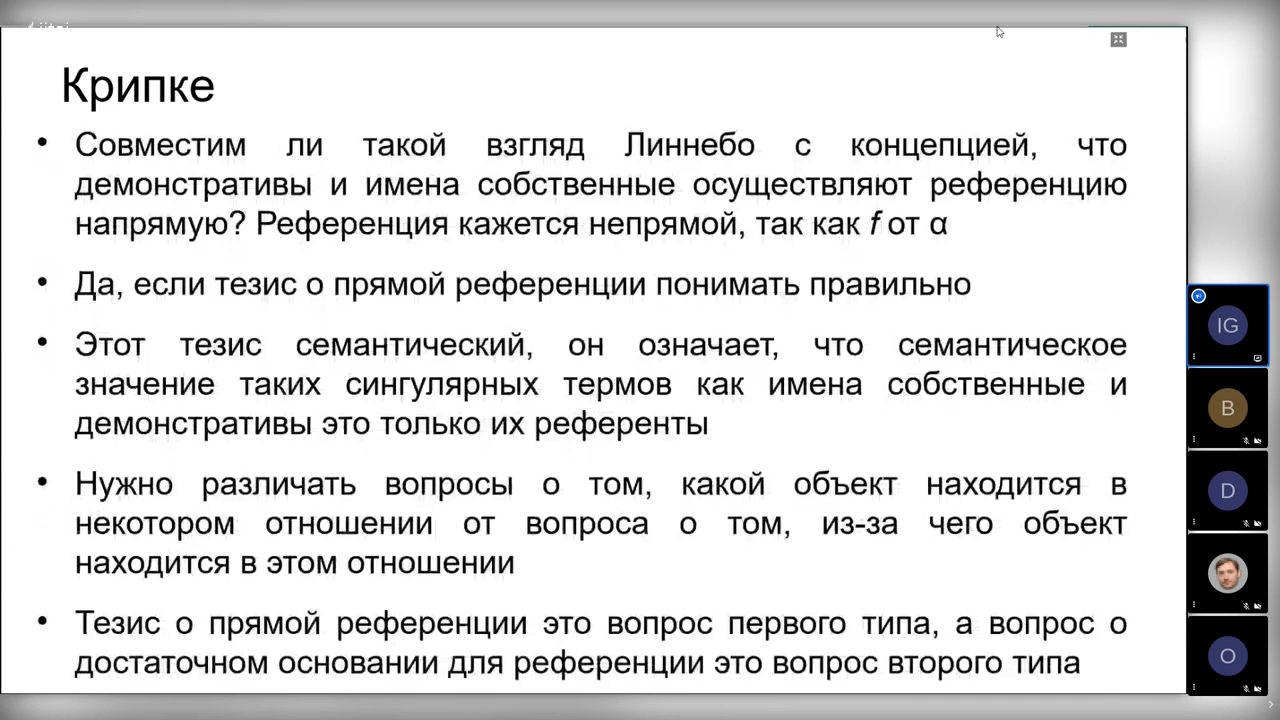 Крипке
• Совместим ли такой взгляд Линнебо с концепцией, что
демонстративы и имена собственные осуществляют референцию
напрямую? Референция кажется непрямой, так как f от α
• Да, если тезис о прямой референции понимать правильно
• Этот тезис семантический, он означает, что семантическое
значение таких сингулярных термов как имена собственные и
демонстративы это только их референты
• Нужно различать вопросы о том, какой объект находится в
некотором отношении от вопроса о том, из-за чего объект
находится в этом отношении
• Тезис о прямой референции это вопрос первого типа, а вопрос о
достаточном основании для референции это вопрос второго типа
IG
B
D
O